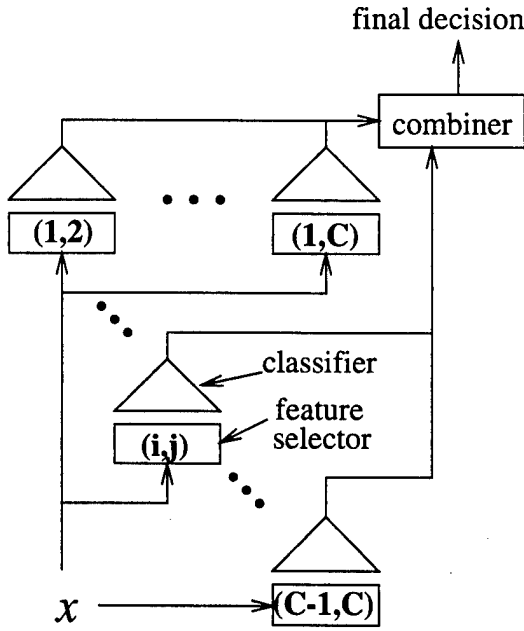 final decision
combiner
(1,2)
(1,C)
classifier
feature
selector
(i,j)
x
(C-1,C)